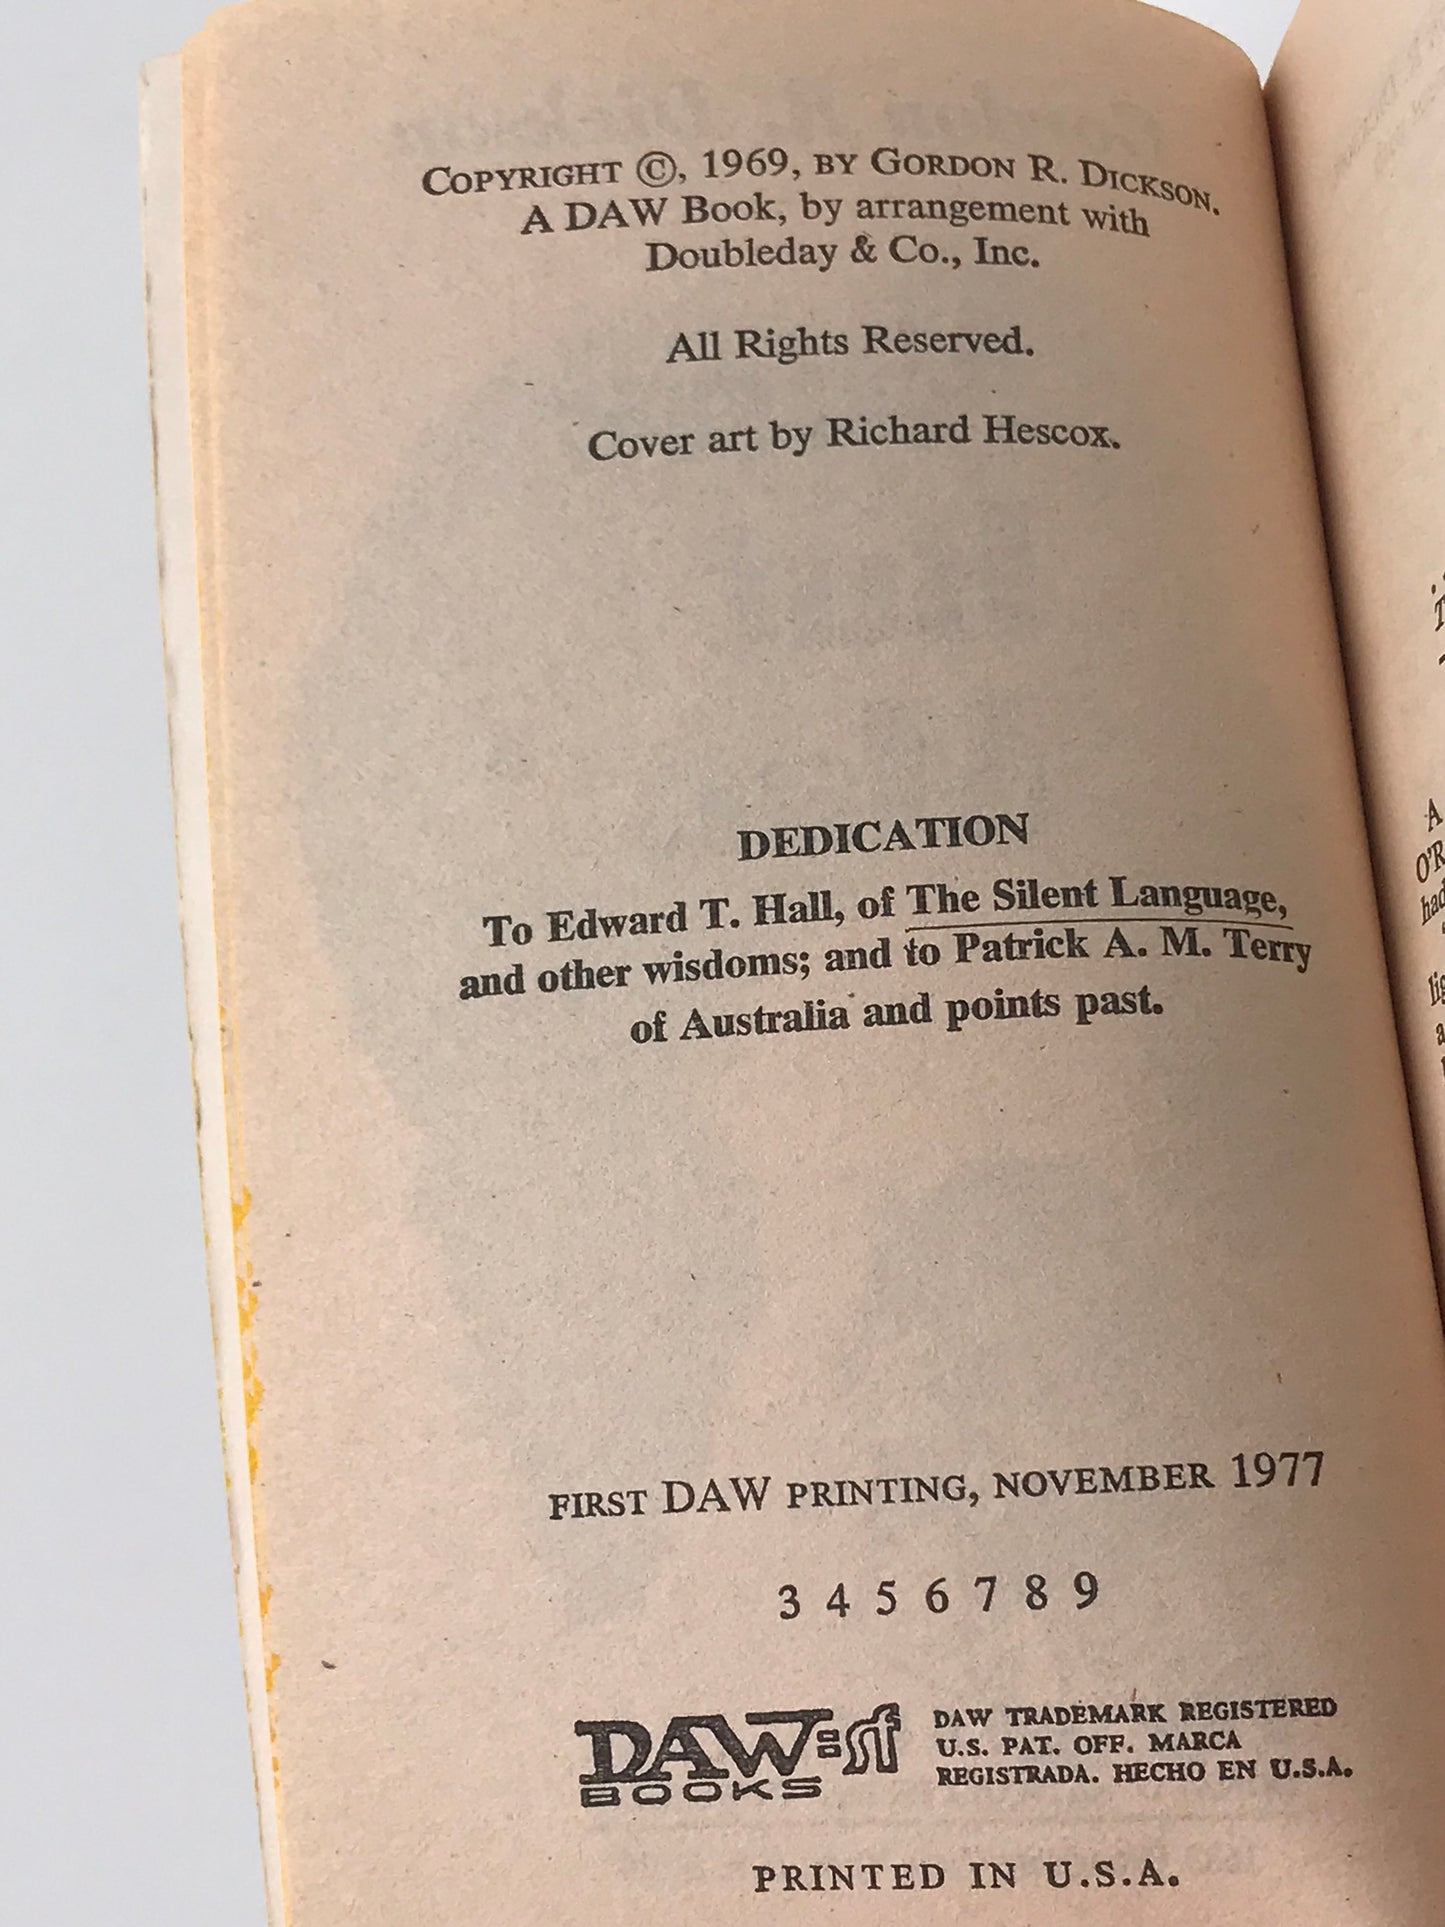 COPYRIGHT ©, 1969, BY GORDON R. DICKSON.
A DAW Book, by arrangement with
Doubleday & Co., Inc.
All Rights Reserved.
Cover art by Richard Hescox.
DEDICATION
To Edward T. Hall, of The Silent Language,
and other wisdoms; and to Patrick A. M. Terry
of Australia and points past.
FIRST DAW PRINTING, NOVEMBER 1977
3 4 5 6 7 8 9
DAW sf
BOOKS
DAW TRADEMARK REGISTERED
U.S. PAT. OFF. MARCA
REGISTRADA. HECHO EN U.S.A.
PRINTED IN U.S.A.
A
had